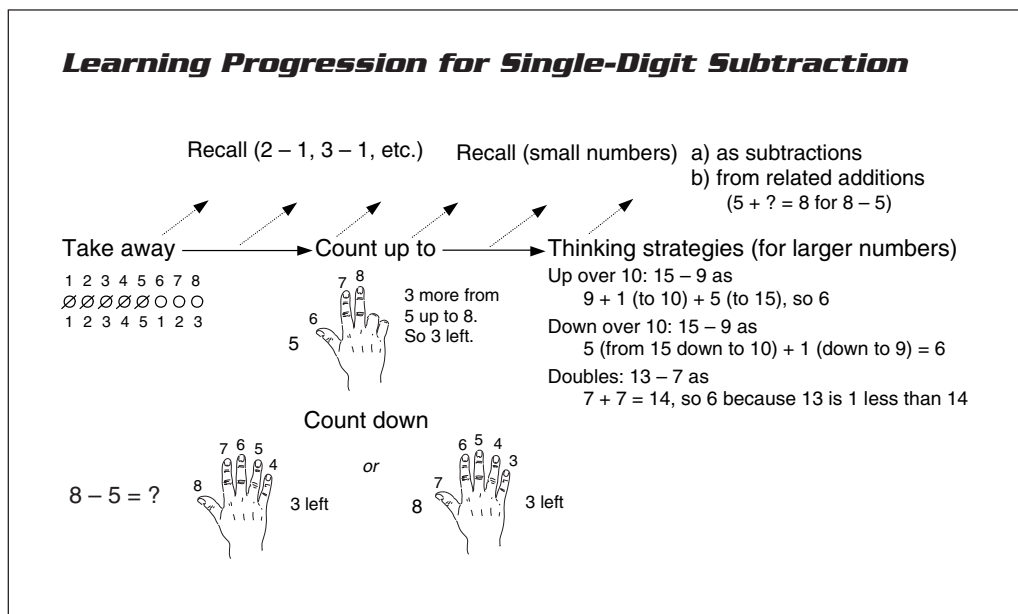 Learning Progression for Single-Digit Subtraction
Recall (2 – 1, 3 – 1, etc.)
Recall (small numbers)
a) as subtractions
b) from related additions
(5 + ? = 8 for 8 – 5)
Take away
Count up to
Thinking strategies (for larger numbers)
1 2 3 4 5 6 7 8
1 2 3 4 5 1 2 3
7 8
6
5
3 more from
5 up to 8.
So 3 left.
Up over 10: 15 – 9 as
9 + 1 (to 10) + 5 (to 15), so 6
Down over 10: 15 – 9 as
5 (from 15 down to 10) + 1 (down to 9) = 6
Doubles: 13 – 7 as
7 + 7 = 14, so 6 because 13 is 1 less than 14
Count down
8 – 5 = ?
7 6 5
4
8
3 left
or
6 5 4
3
7
8
3 left